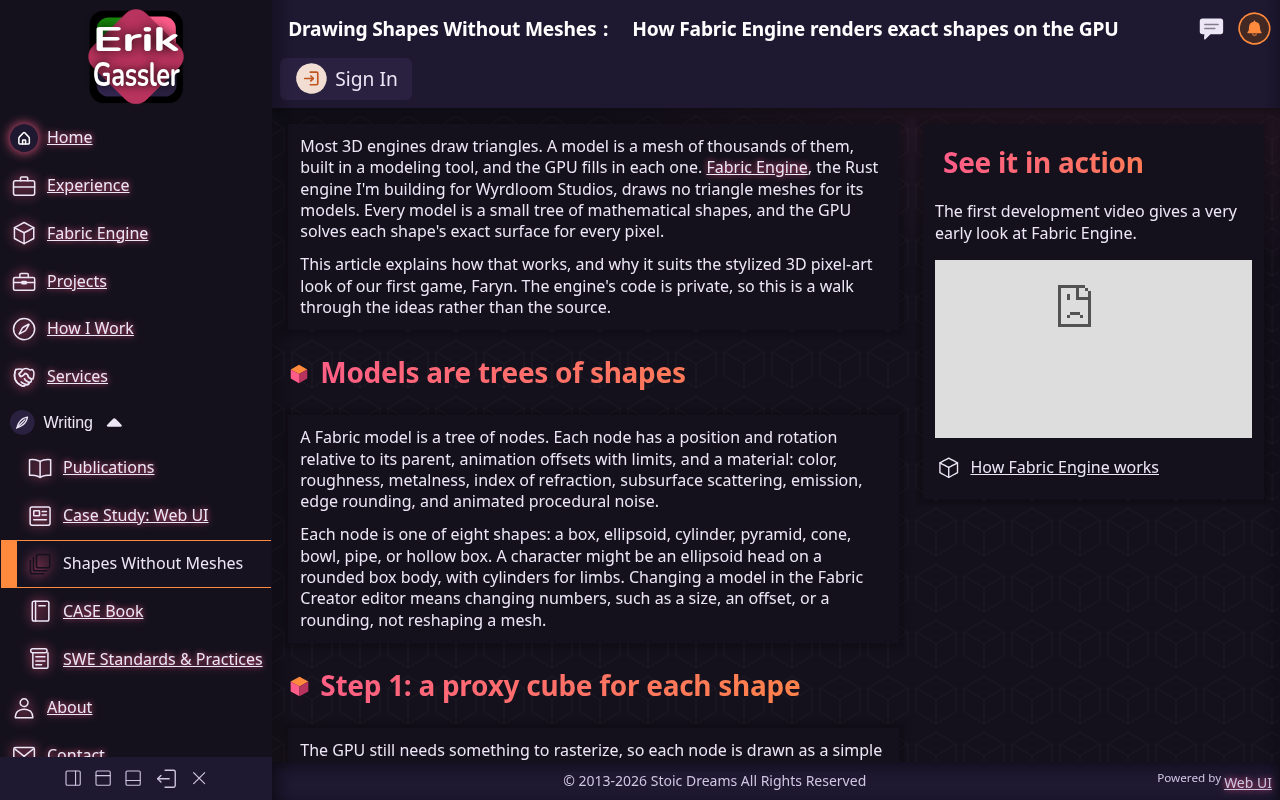 Erik
Gassler
Home
Experience
Fabric Engine
Projects
How I Work
Services
Writing
Publications
Case Study: Web UI
Shapes Without Meshes
CASE Book
SWE Standards & Practices
About
Contact
Drawing Shapes Without Meshes : How Fabric Engine renders exact shapes on the GPU
Sign In
Most 3D engines draw triangles. A model is a mesh of thousands of them,
built in a modeling tool, and the GPU fills in each one. Fabric Engine, the Rust
engine I'm building for Wyrdloom Studios, draws no triangle meshes for its
models. Every model is a small tree of mathematical shapes, and the GPU
solves each shape's exact surface for every pixel.
This article explains how that works, and why it suits the stylized 3D pixel-art
look of our first game, Faryn. The engine's code is private, so this is a walk
through the ideas rather than the source.
Models are trees of shapes
A Fabric model is a tree of nodes. Each node has a position and rotation
relative to its parent, animation offsets with limits, and a material: color,
roughness, metalness, index of refraction, subsurface scattering, emission,
edge rounding, and animated procedural noise.
Each node is one of eight shapes: a box, ellipsoid, cylinder, pyramid, cone,
bowl, pipe, or hollow box. A character might be an ellipsoid head on a
rounded box body, with cylinders for limbs. Changing a model in the Fabric
Creator editor means changing numbers, such as a size, an offset, or a
rounding, not reshaping a mesh.
Step 1: a proxy cube for each shape
The GPU still needs something to rasterize, so each node is drawn as a simple
See it in action
The first development video gives a very
early look at Fabric Engine.
How Fabric Engine works
© 2013-2026 Stoic Dreams All Rights Reserved
Powered by Web UI